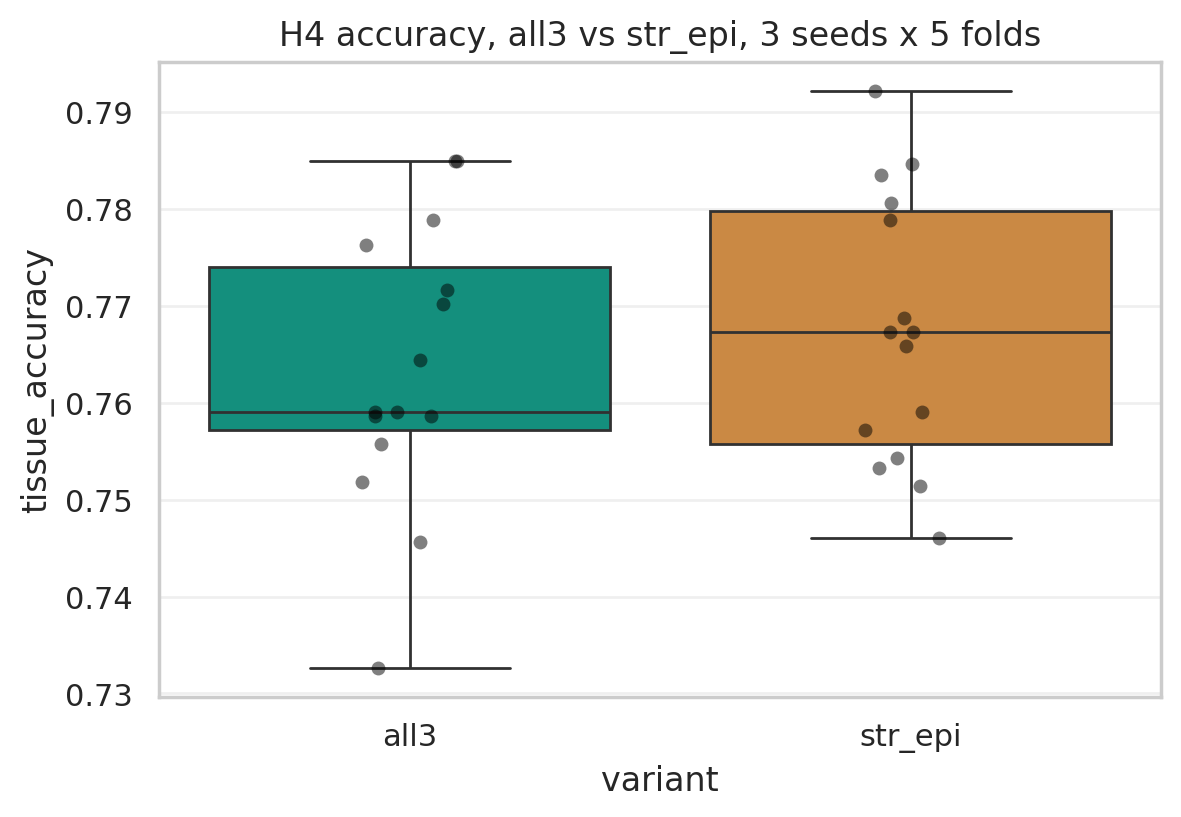 H4 accuracy, all3 vs str_epi, 3 seeds x 5 folds
tissue_accuracy
0.79
0.78
0.77
0.76
0.75
0.74
0.73
all3
str_epi
variant